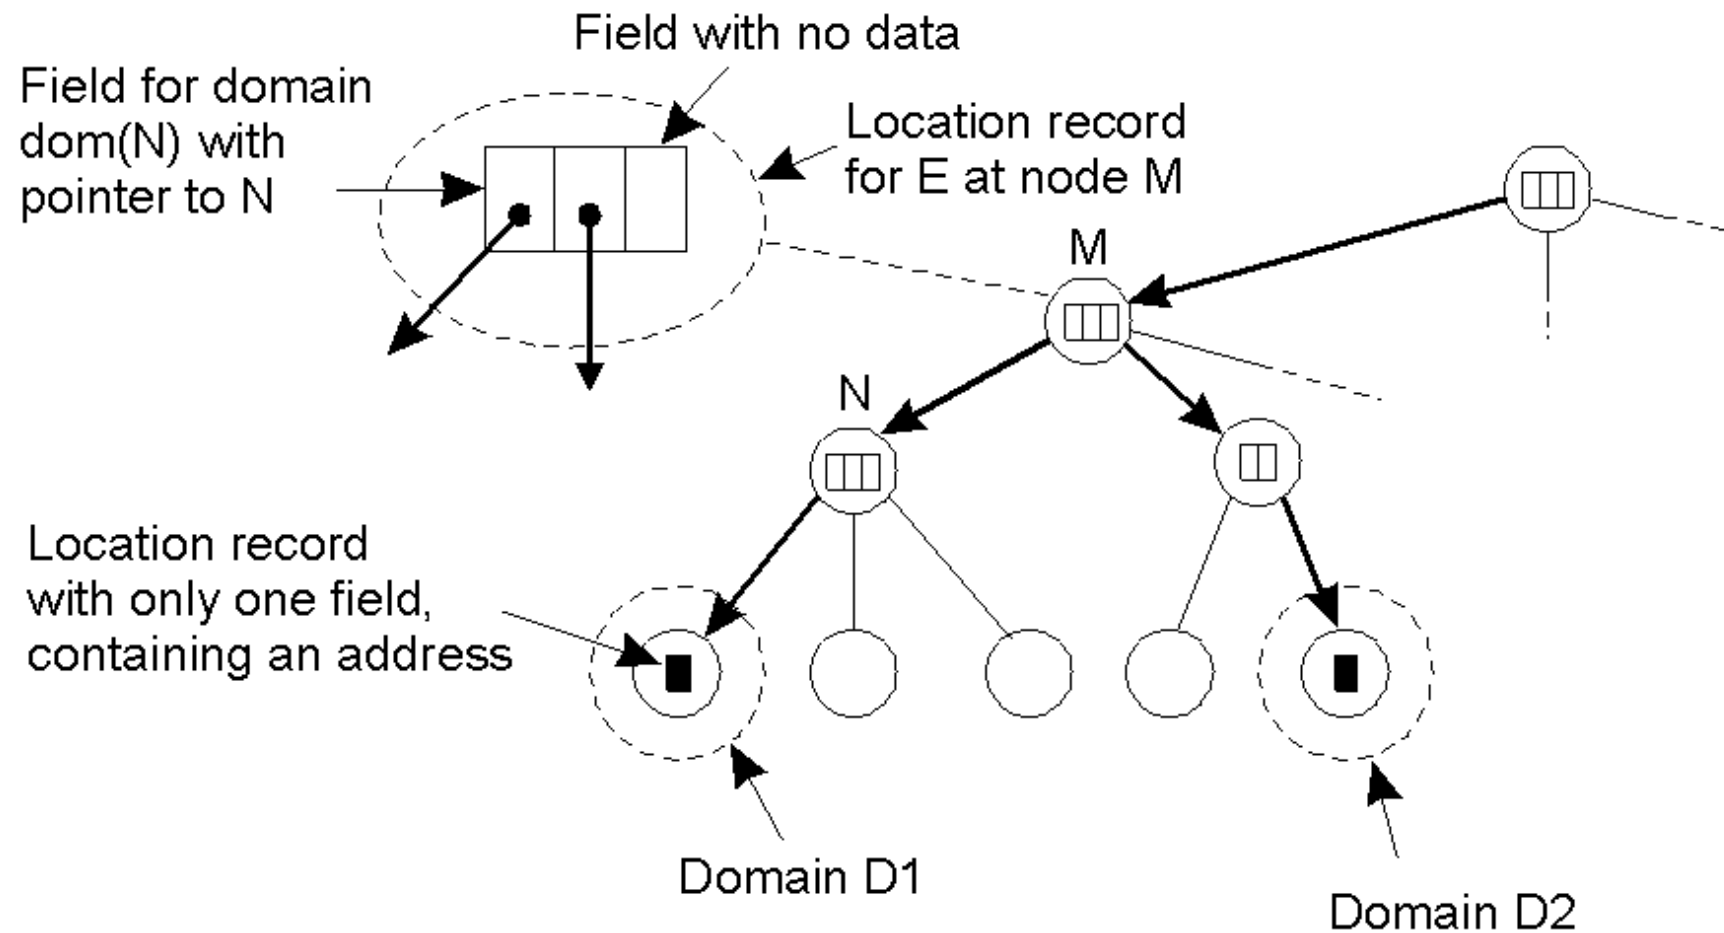 Field with no data
Field for domain
dom(N) with
pointer to N
Location record
for E at node M
M
N
Location record
with only one field,
containing an address
Domain D1
Domain D2